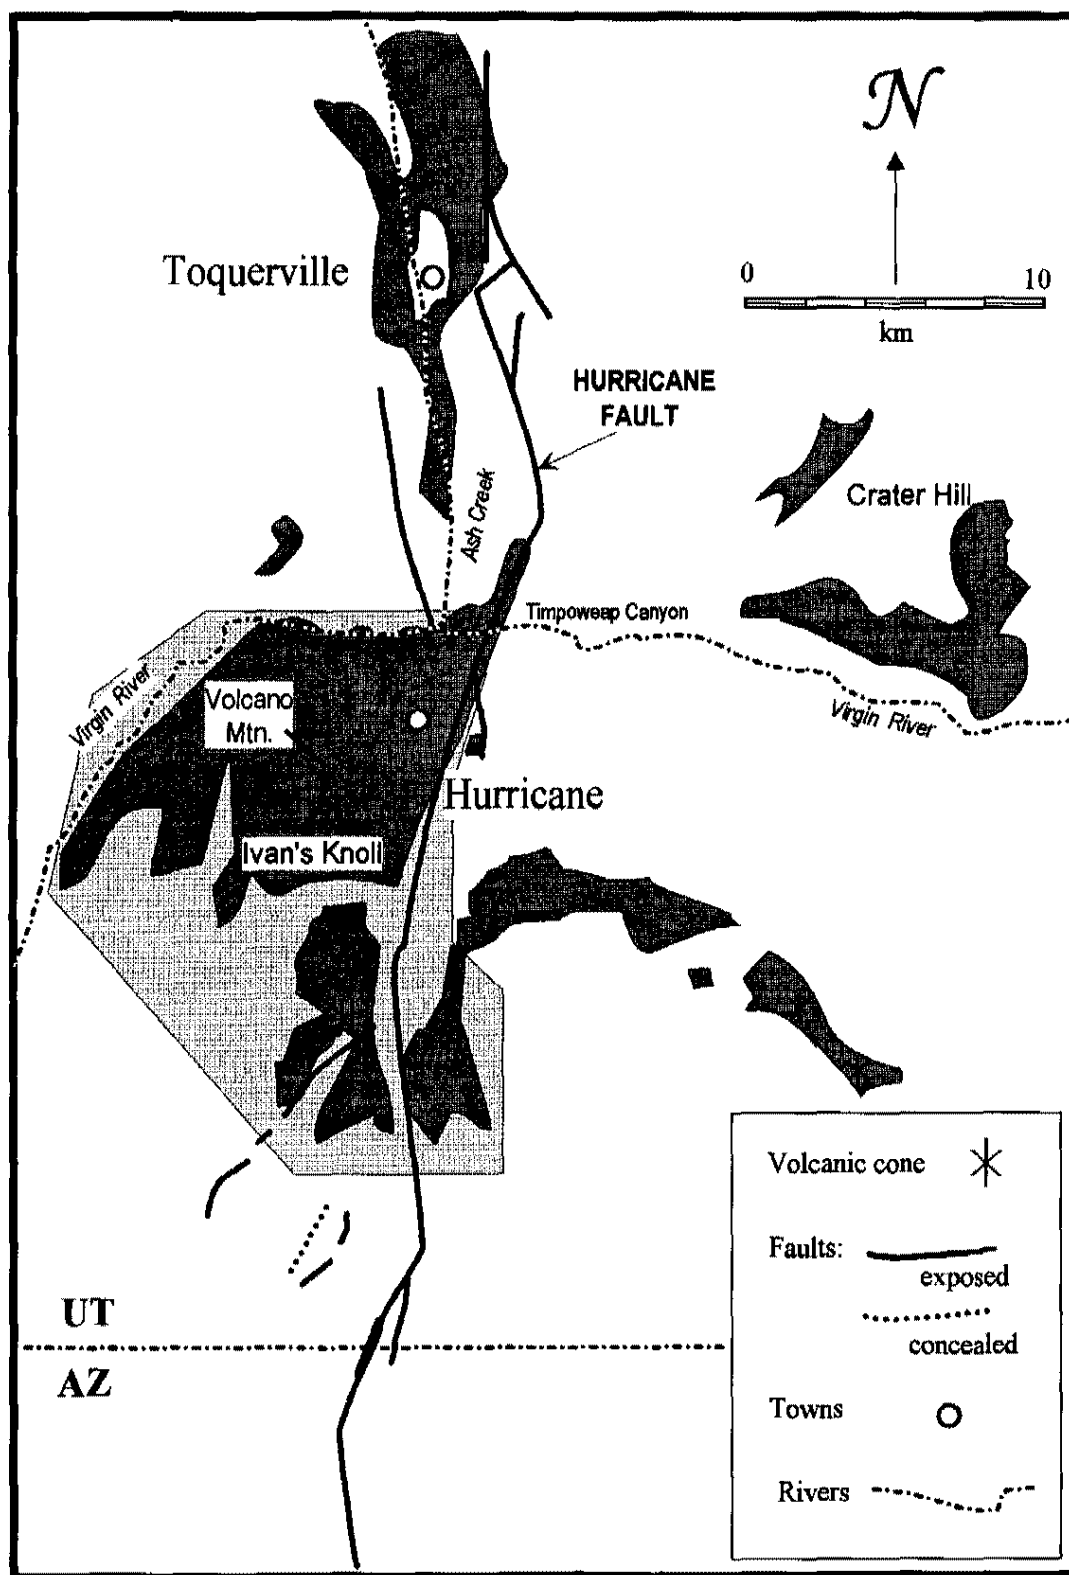 N
Toquerville
0 10
km
HURRICANE
FAULT
Ash Creek
Crater Hill
Timpoweap Canyon
Virgin River
Virgin River
Volcano
Mtn.
Hurricane
Ivan's Knoll
UT
AZ
Volcanic cone
Faults:
exposed
concealed
Towns
Rivers